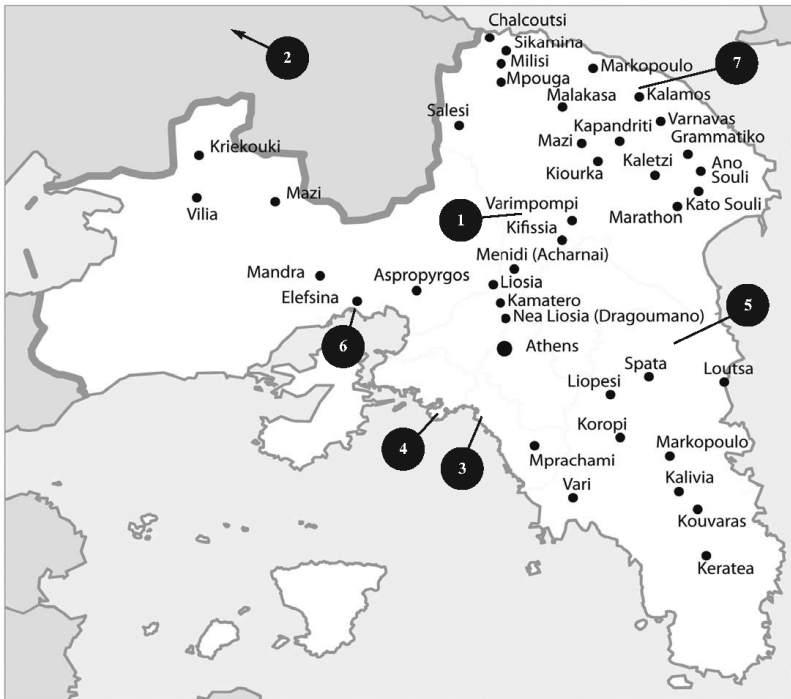 Chalcoutsi
Sikamina
2
Milisi
Markopoulo
7
Mpouga
Malakasa
Kalamos
Salesi
Kapandriti
Varnavas
Grammatiko
Kriekouki
Mazi
Kaletzi
Ano
Souli
Kiourka
Vilia
Mazi
Varimpompi
Kato Souli
1
Marathon
Kifissia
Menidi (Acharnai)
Mandra
Aspropyrgos
Liosia
Elefsina
Kamatero
Nea Liosia (Dragoumano)
5
6
Athens
Spata
Loutsa
Liopesi
Koropi
4
3
Mprachami
Markopoulo
Vari
Kalivia
Kouvaras
Keratea